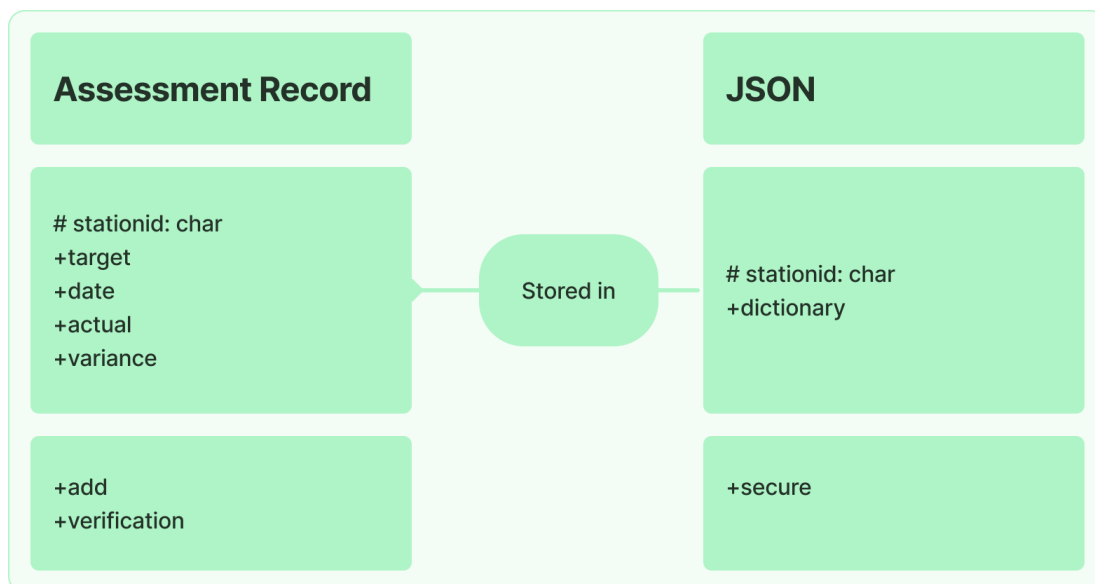 Assessment Record
# stationid: char
+target
+date
+actual
+variance
+add
+verification
Stored in
JSON
# stationid: char
+dictionary
+secure